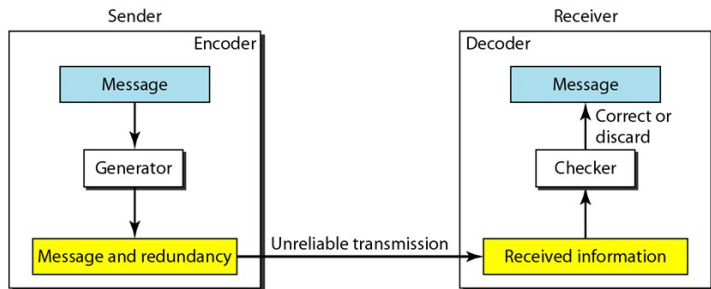 Sender
Receiver
Encoder
Decoder
Message
Message
Correct or
discard
Generator
Checker
Unreliable transmission
Message and redundancy
Received information